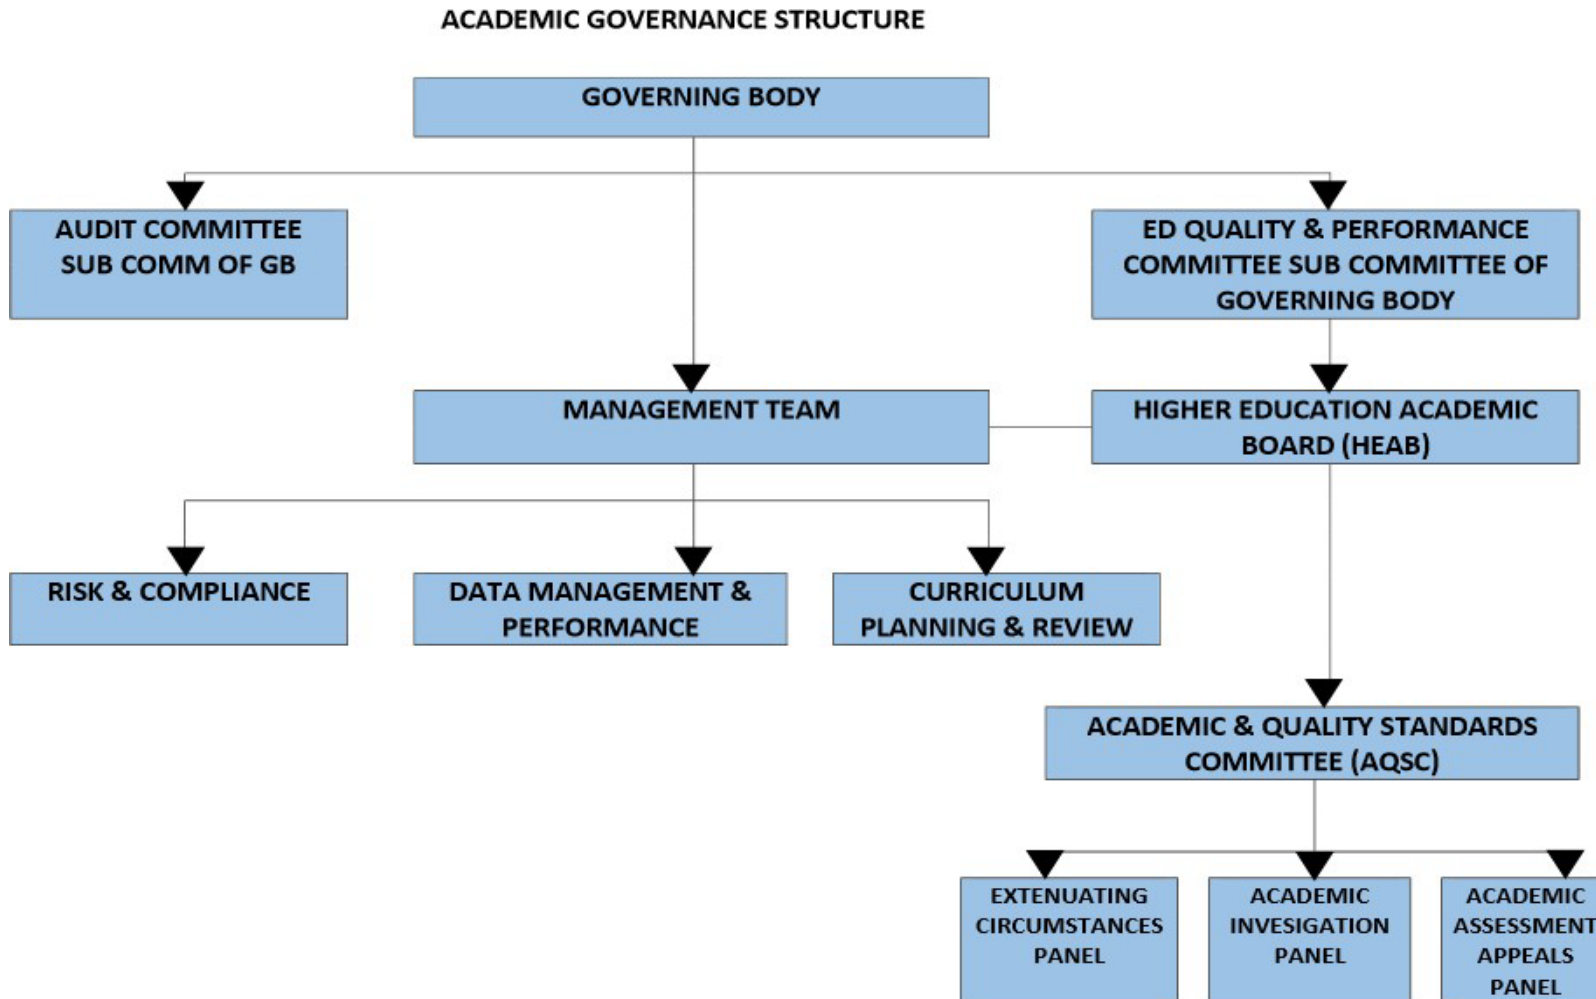 ACADEMIC GOVERNANCE STRUCTURE
GOVERNING BODY
AUDIT COMMITTEE
SUB COMM OF GB
ED QUALITY & PERFORMANCE
COMMITTEE SUB COMMITTEE OF
GOVERNING BODY
MANAGEMENT TEAM
HIGHER EDUCATION ACADEMIC
BOARD (HEAB)
RISK & COMPLIANCE
DATA MANAGEMENT &
PERFORMANCE
CURRICULUM
PLANNING & REVIEW
ACADEMIC & QUALITY STANDARDS
COMMITTEE (AQSC)
EXTENUATING
CIRCUMSTANCES
PANEL
ACADEMIC
INVESIGATION
PANEL
ACADEMIC
ASSESSMENT
APPEALS
PANEL